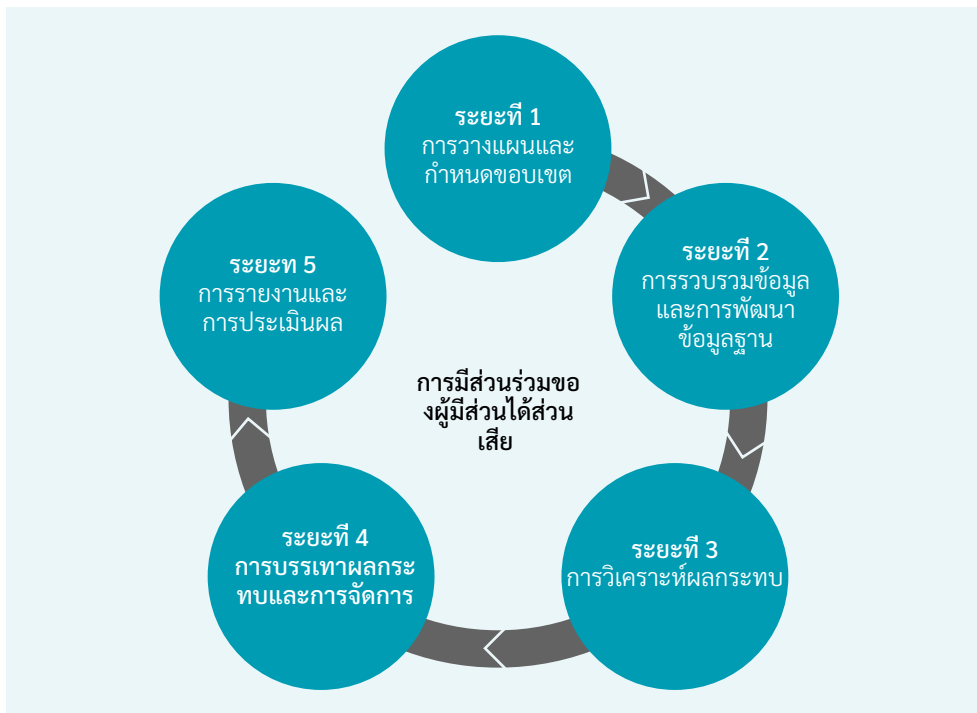 ระยะที่ 1
การวางแผนและ
กำหนดขอบเขต
ระยะที่ 2
การรวบรวมข้อมูล
และการพัฒนา
ข้อมูลฐาน
ระยะที่ 3
การวิเคราะห์ผลกระทบ
ระยะที่ 4
การบรรเทาผลกระ
ทบและการจัดการ
ระยะท 5
การรายงานและ
การประเมินผล
การมีส่วนร่วมขอ
งผู้มีส่วนได้ส่วน
เสีย